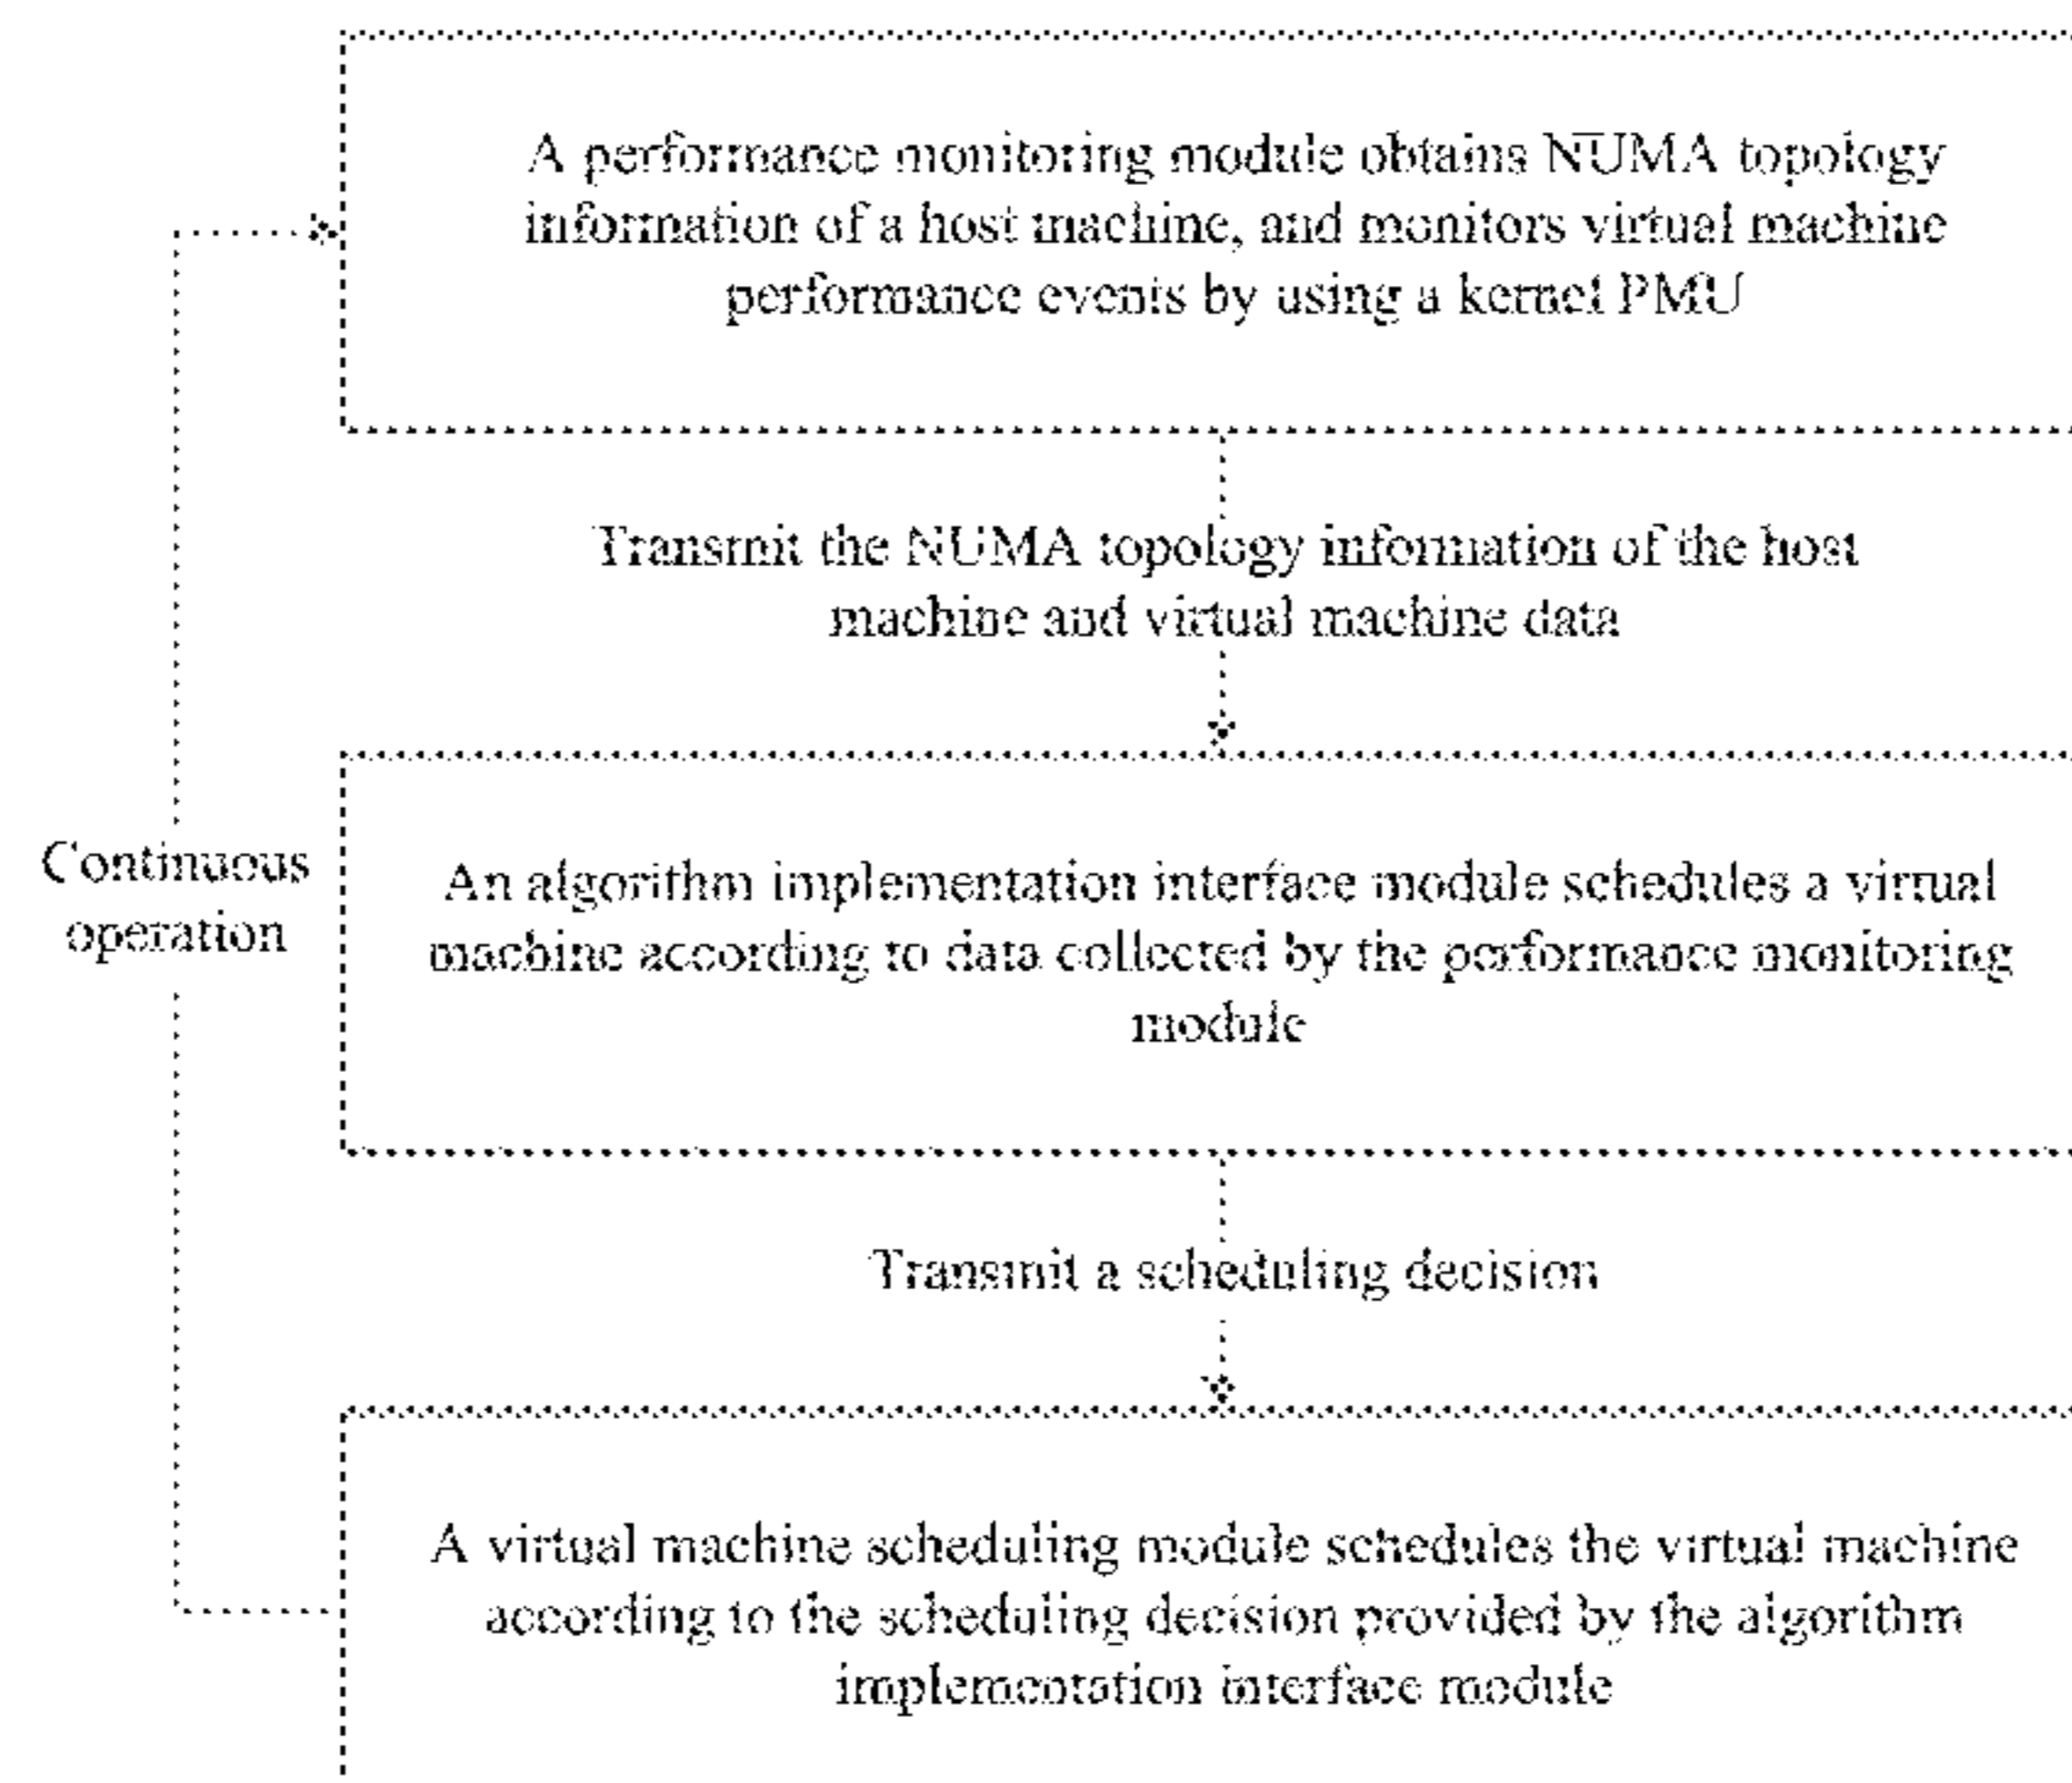 A performance monitoring module obtains NUMA topology
information of a host machine, and monitors virtual machine
performance events by using a kernel PMU
Transmit the NUMA topology information of the host
machine and virtual machine data
Continuous
operation
An algorithm implementation interface module schedules a virtual
machine according to data collected by the performance monitoring
module
Transmit a scheduling decision
A virtual machine scheduling module schedules the virtual machine
according to the scheduling decision provided by the algorithm
implementation interface module